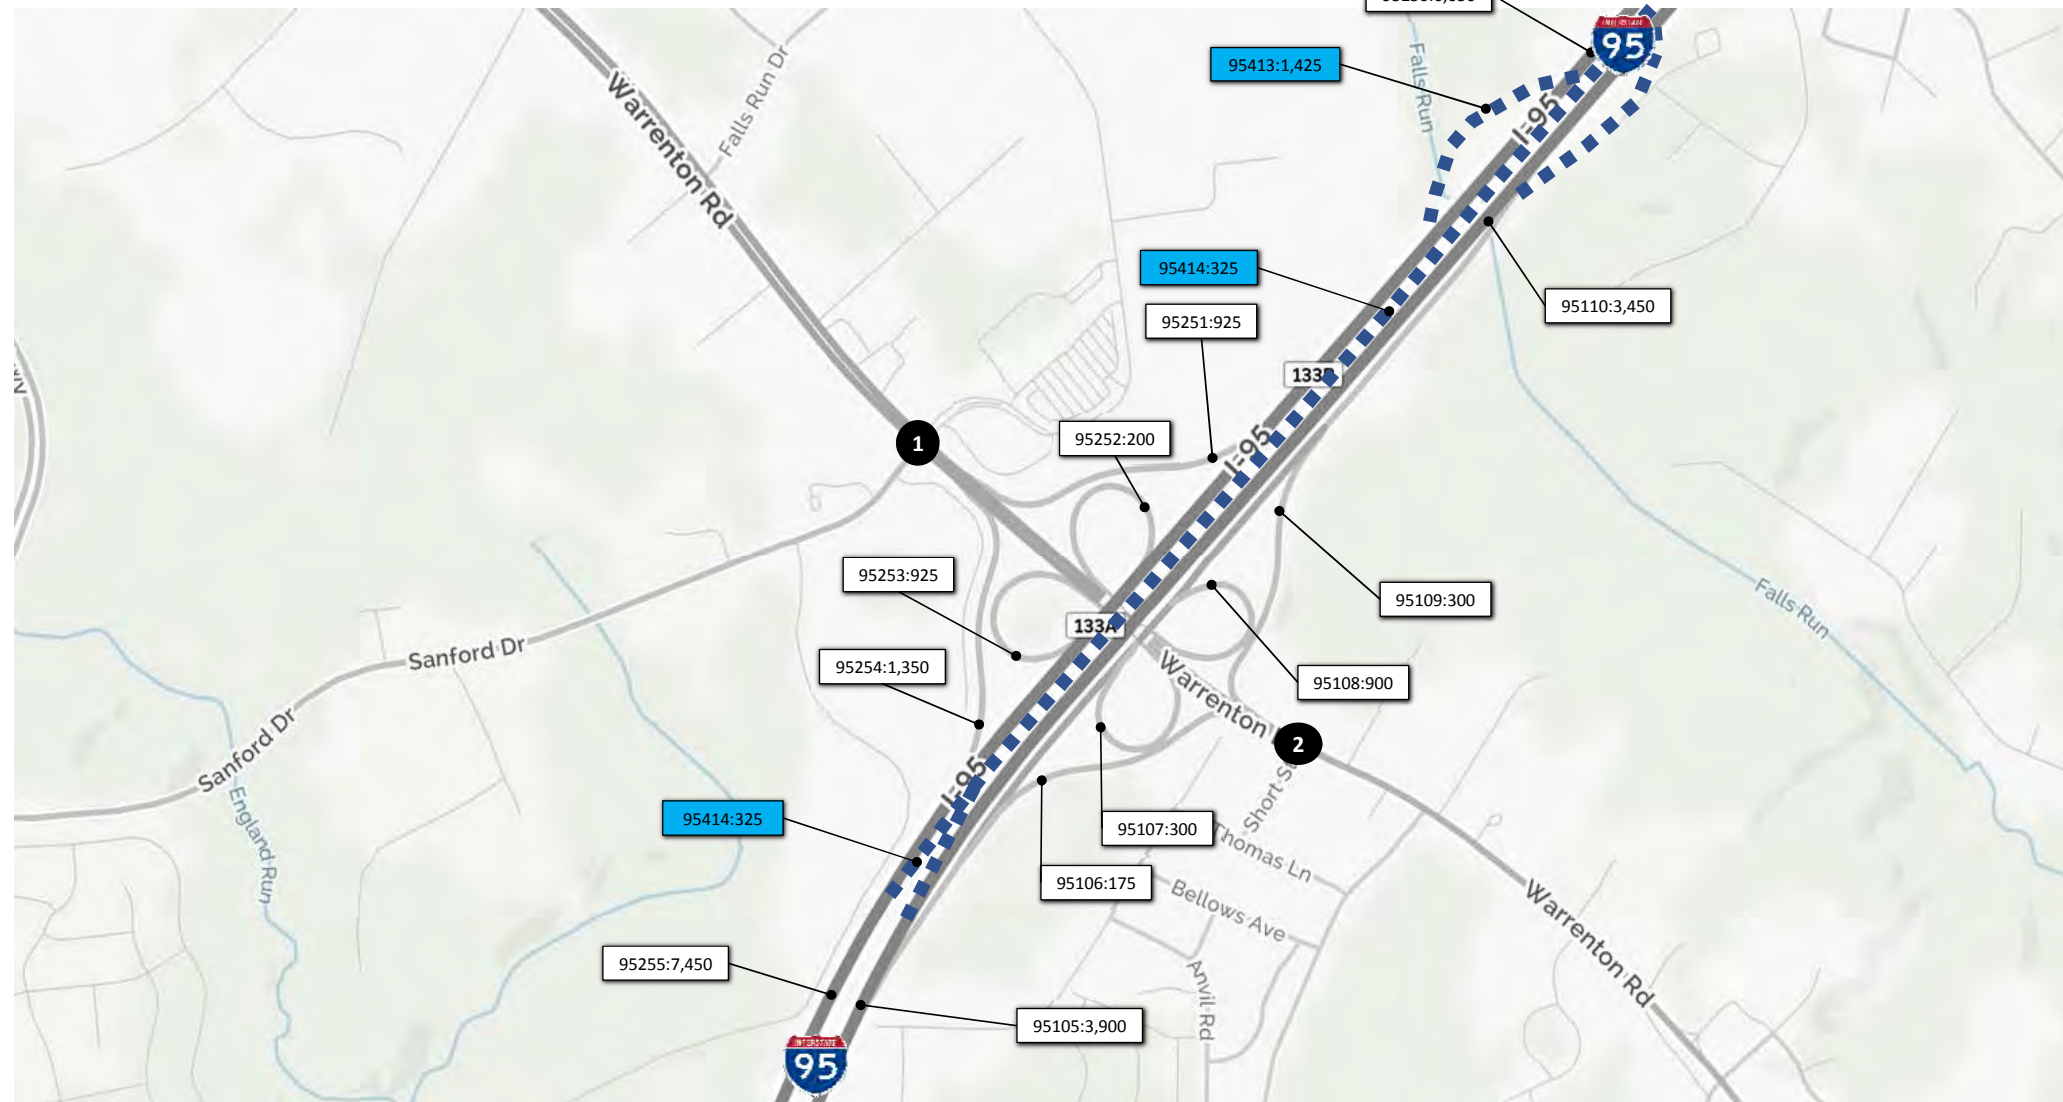 95
95413:1,425
Falls Run Dr
Falls Run
Warrenton Rd
I-95
95414:325
95251:925
95110:3,450
133B
1
95252:200
I-95
95253:925
95109:300
133A
Falls Run
Sanford Dr
95254:1,350
95108:900
Warrenton
2
Sanford Dr
I-95
Short St
England Run
95414:325
95107:300
Thomas Ln
95106:175
Bellows Ave
Warrenton Rd
95255:7,450
Anvil Rd
95105:3,900
INTERSTATE
95